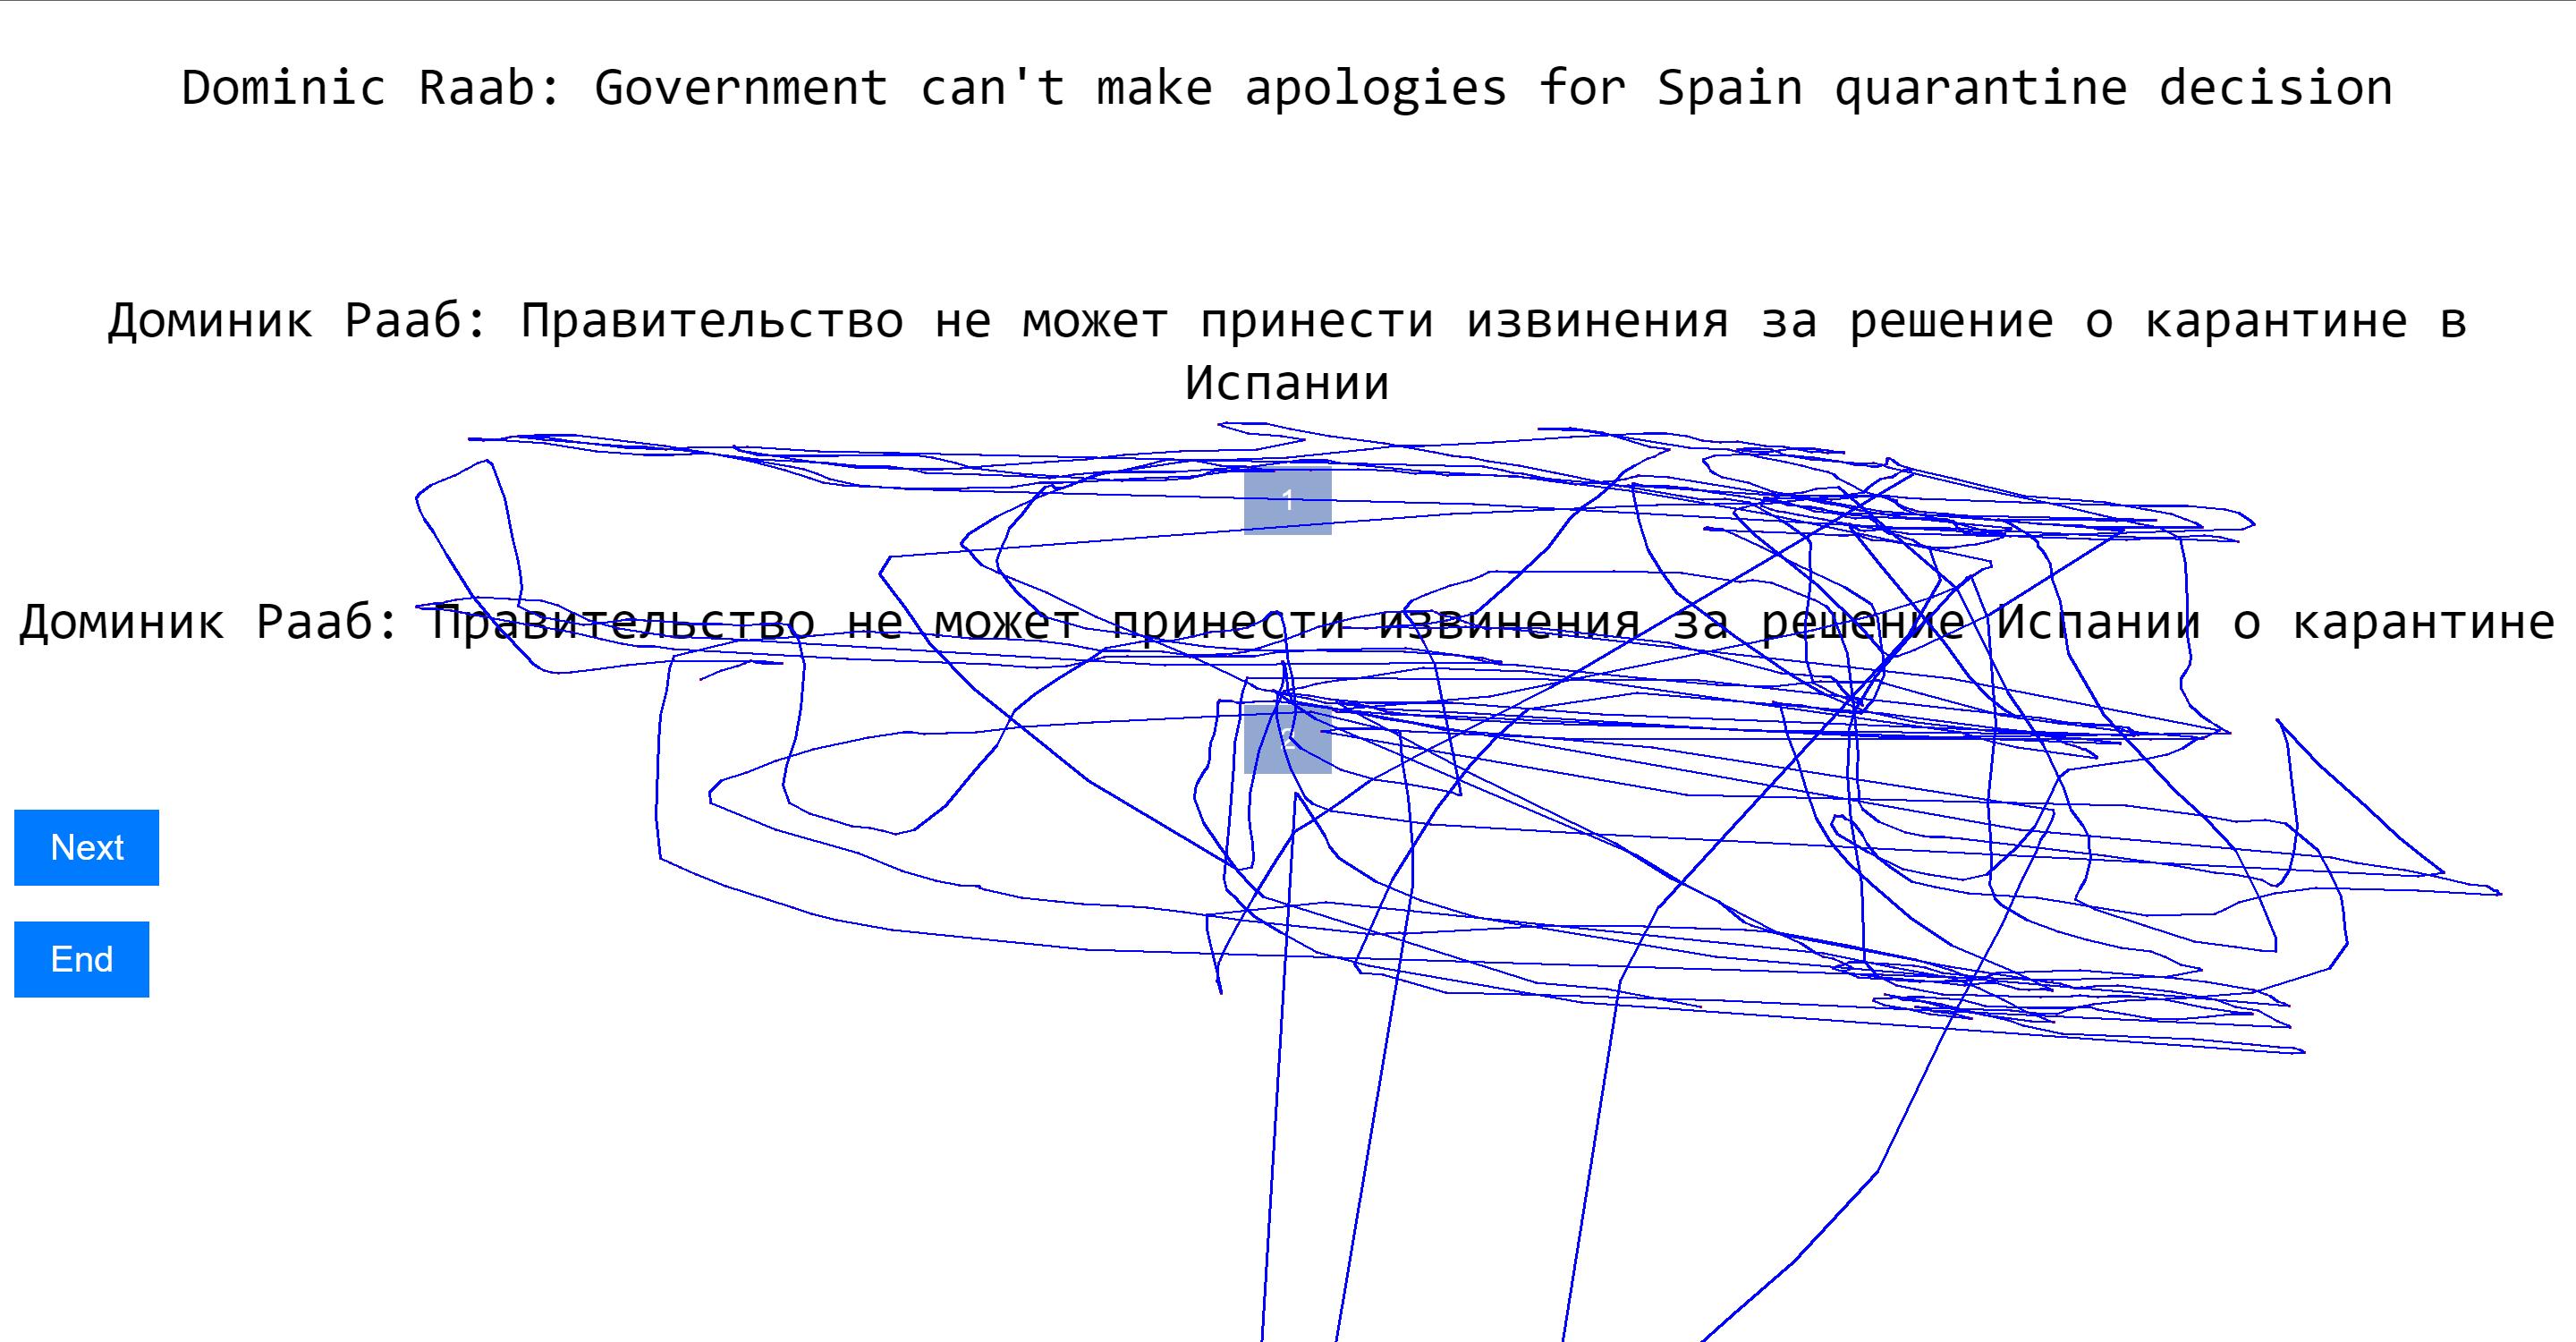 Dominic Raab: Government can't make apologies for Spain quarantine decision
Доминик Рааб: Правительство не может принести извинения за решение о карантине в
Испании
1
Доминик Рааб: Правительство не может принести извинения за решение Испании о карантине
2
Next
End